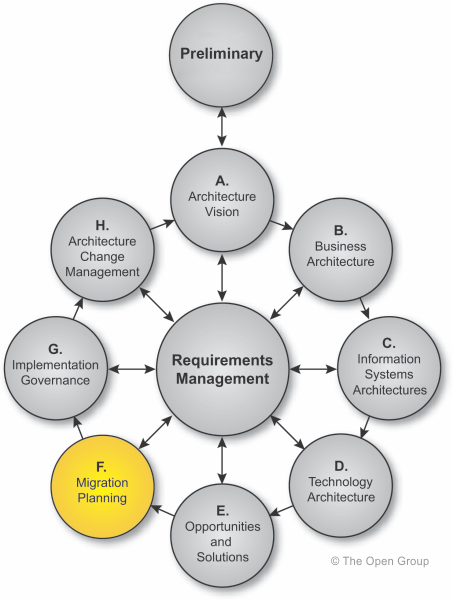 Preliminary
A.
Architecture
Vision
B.
Business
Architecture
C.
Information
Systems
Architectures
D.
Technology
Architecture
E.
Opportunities
and
Solutions
F.
Migration
Planning
G.
Implementation
Governance
H.
Architecture
Change
Management
Requirements
Management
© The Open Group